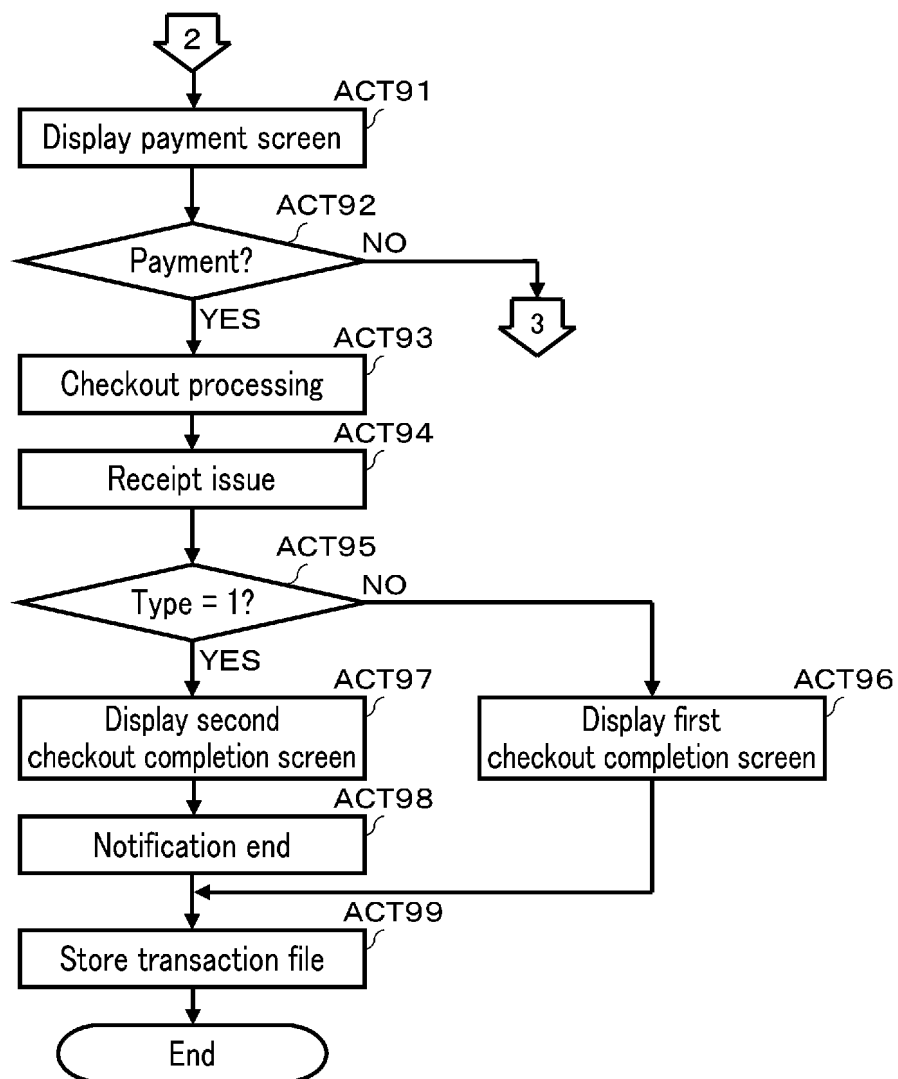 2
ACT91
Display payment screen
ACT92
Payment?
NO
3
YES
ACT93
Checkout processing
ACT94
Receipt issue
ACT95
Type = 1?
NO
YES
ACT97
Display second
checkout completion screen
ACT96
Display first
checkout completion screen
ACT98
Notification end
ACT99
Store transaction file
End